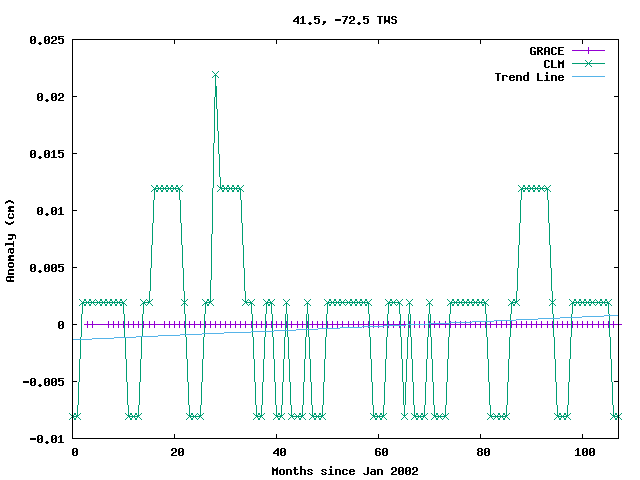 41.5, -72.5 TWS
GRACE
CLM
Trend Line
0.025
0.02
0.015
0.01
0.005
0
-0.005
-0.01
Anomaly (cm)
0 20 40 60 80 100
Months since Jan 2002